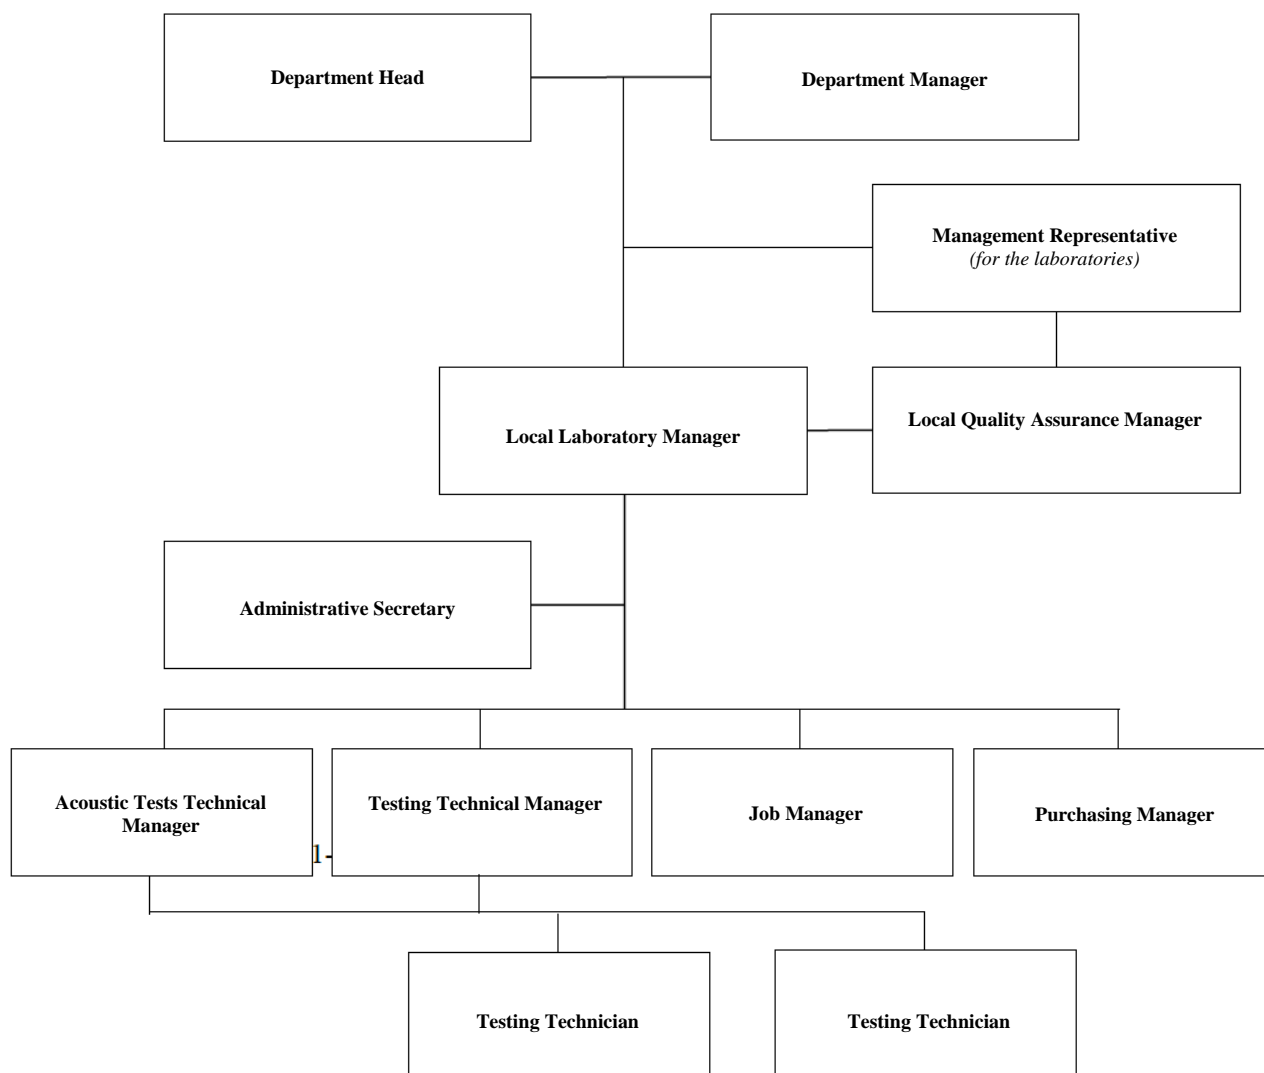 Department Head
Department Manager
Management Representative
(for the laboratories)
Local Laboratory Manager
Local Quality Assurance Manager
Administrative Secretary
Acoustic Tests Technical
Manager
1-
Testing Technical Manager
Job Manager
Purchasing Manager
Testing Technician
Testing Technician